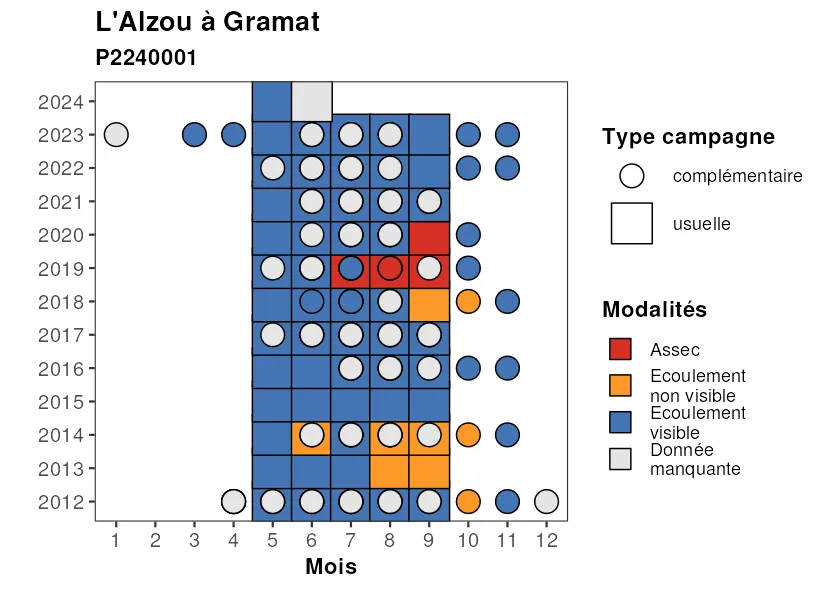 L'Alzou à Gramat
P2240001
2024
2023
2022
2021
2020
2019
2018
2017
2016
2015
2014
2013
2012
1 2 3 4 5 6 7 8 9 10 11 12
Mois
Type campagne
complémentaire
usuelle
Modalités
Assec
Ecoulement
non visible
Ecoulement
visible
Donnée
manquante